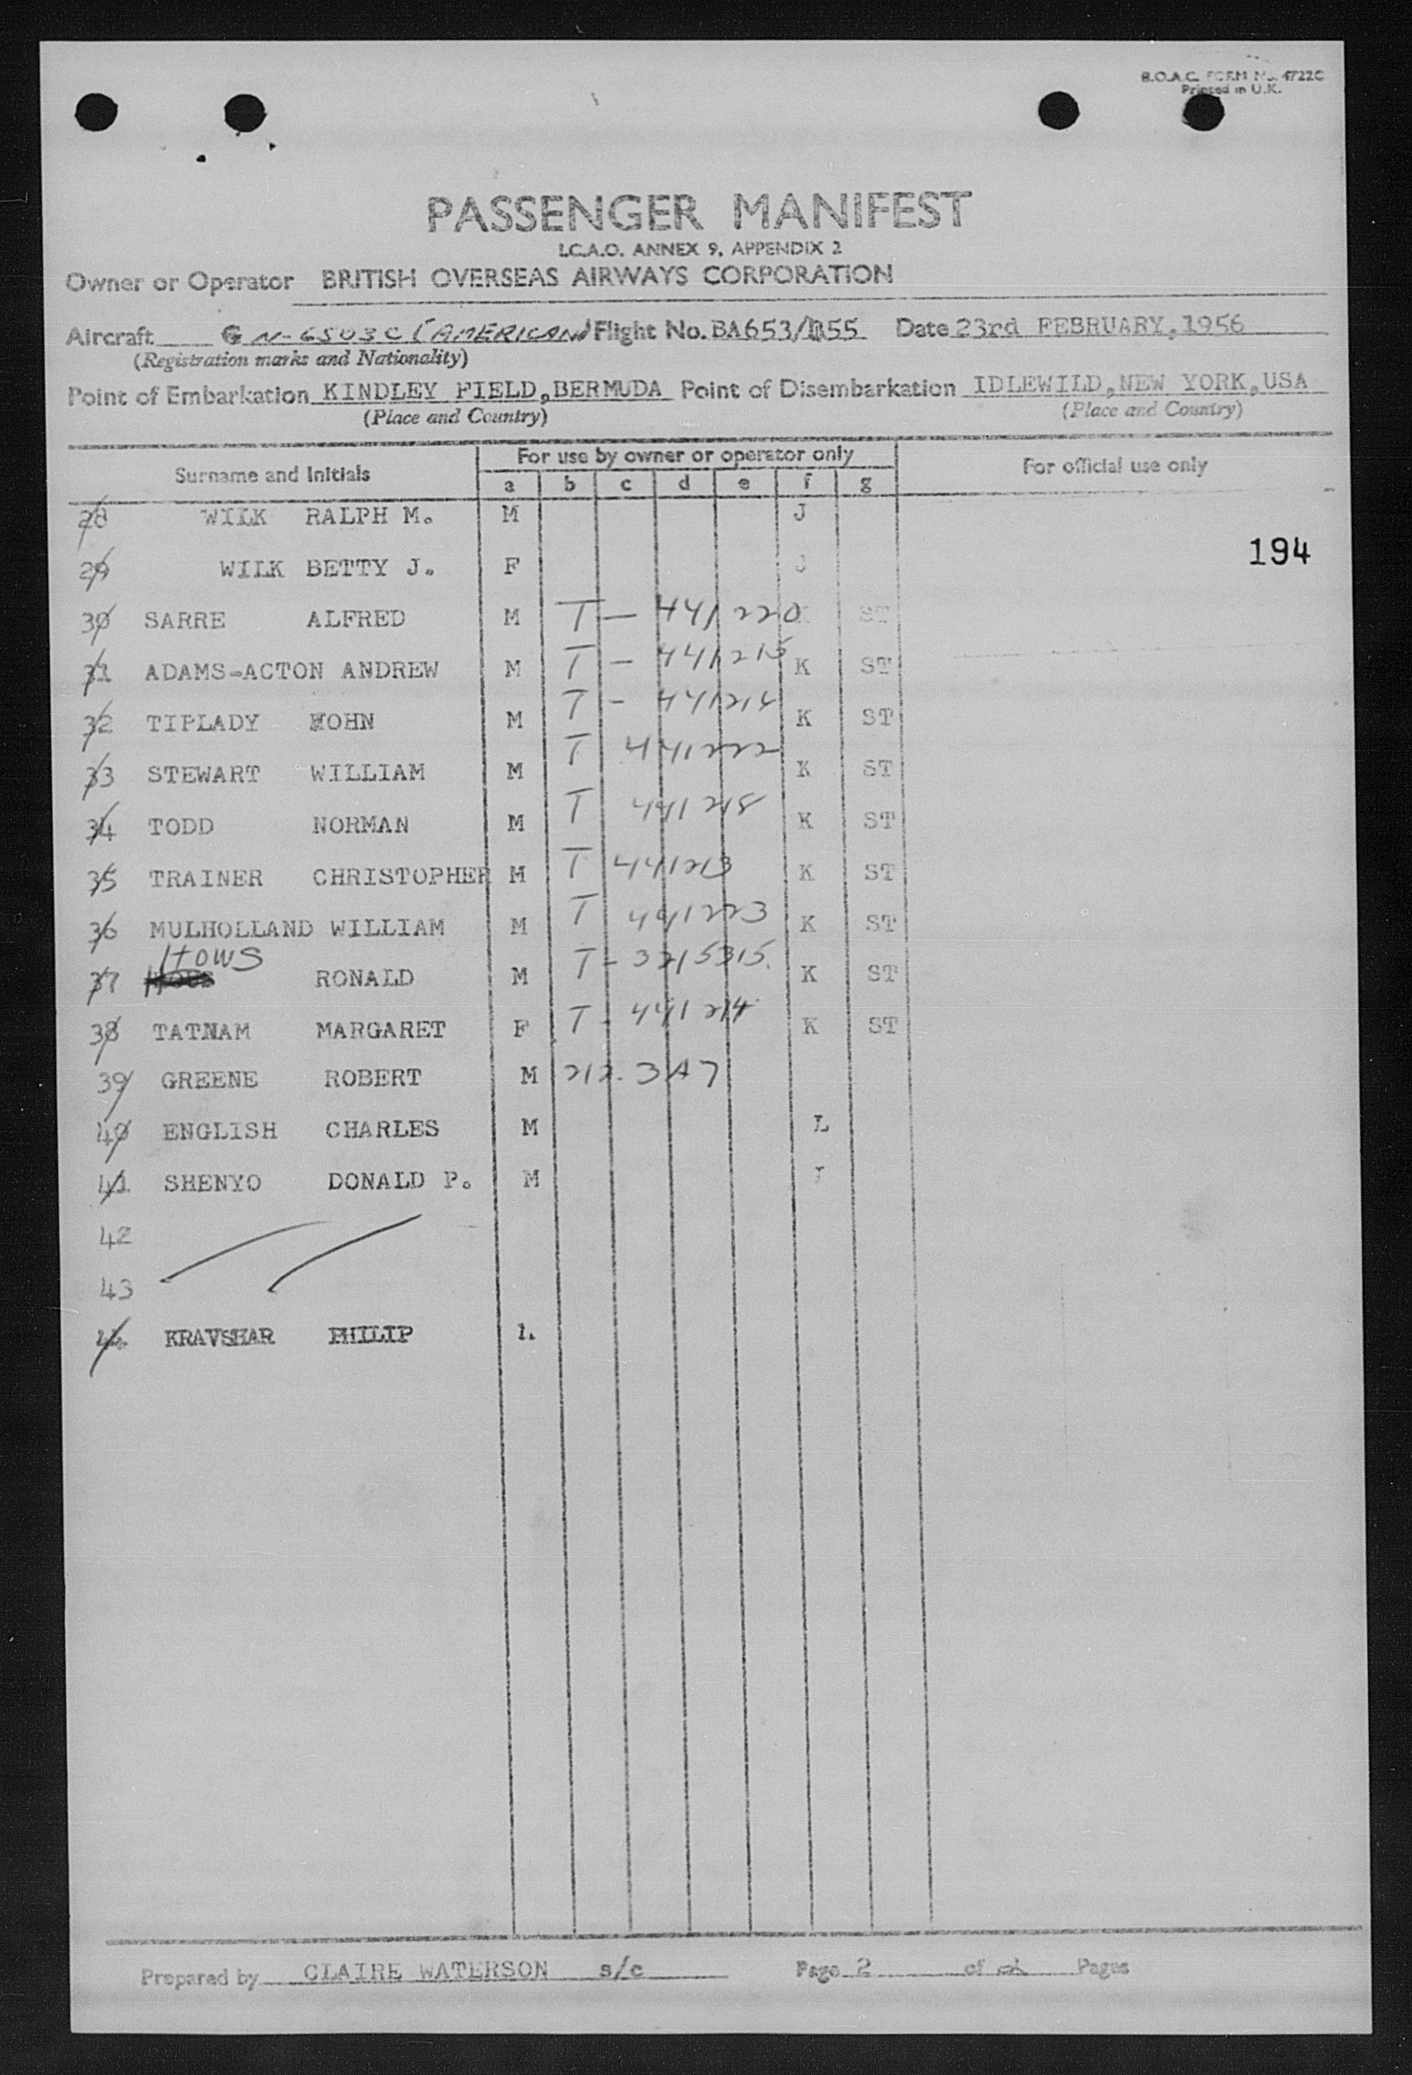 B.O.A.C. FORM No. 4722C
Printed in U.K.
PASSENGER MANIFEST
I.C.A.O. ANNEX 9, APPENDIX 2
Owner or Operator BRITISH OVERSEAS AIRWAYS CORPORATION
Aircraft G N-6503C (AMERICAN) Flight No. BA653/055 Date 23rd FEBRUARY, 1956
(Registration marks and Nationality)
Point of Embarkation KINDLEY FIELD, BERMUDA Point of Disembarkation IDLEWILD, NEW YORK, USA
(Place and Country) (Place and Country)
For use by owner or operator only
Surname and Initials For official use only
a b c d e f g
28 WILK RALPH M. M J
194
29 WILK BETTY J. F J
30 SARRE ALFRED M T - 441220 K ST
31 ADAMS-ACTON ANDREW M T - 441215 K ST
32 TIPLADY JOHN M T - 441214 K ST
33 STEWART WILLIAM M T 441222 K ST
34 TODD NORMAN M T 441218 K ST
35 TRAINER CHRISTOPHER M T 441213 K ST
36 MULHOLLAND WILLIAM M T 441223 K ST
HOWS
37 RONALD M T - 3215315. K ST
38 TATNAM MARGARET F T - 441214 K ST
39 GREENE ROBERT M 212. 3A7
40 ENGLISH CHARLES M L
41 SHENYO DONALD P. M J
42
43
44 KRAVSHAR PHILIP
Prepared by CLAIRE WATERSON s/c Page 2 of 2 Pages